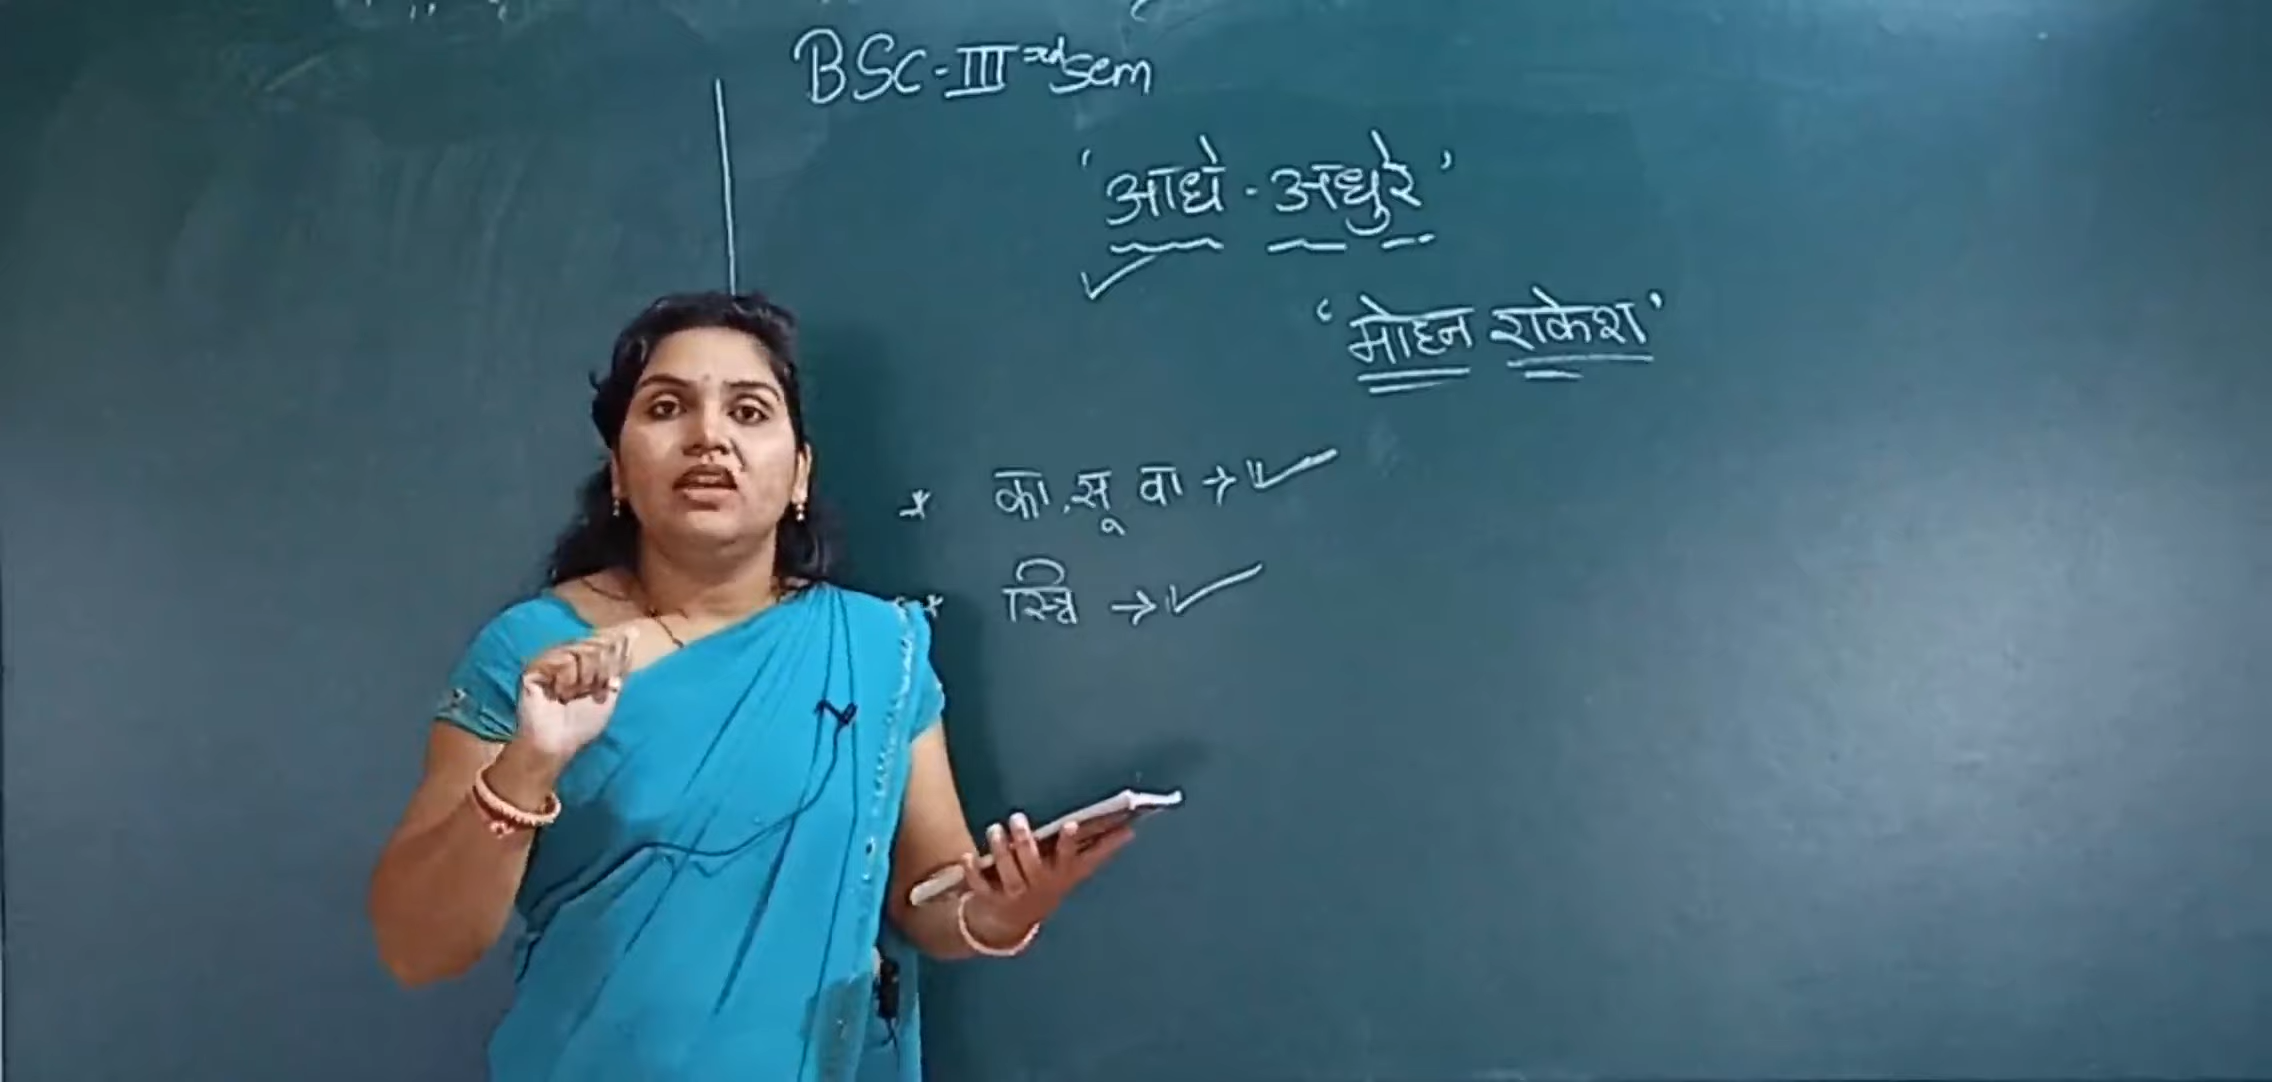 BSc-III rd Sem
'आधे-अधुरे'
'मोहन राकेश'
* का.सू वा →
* स्त्रि →